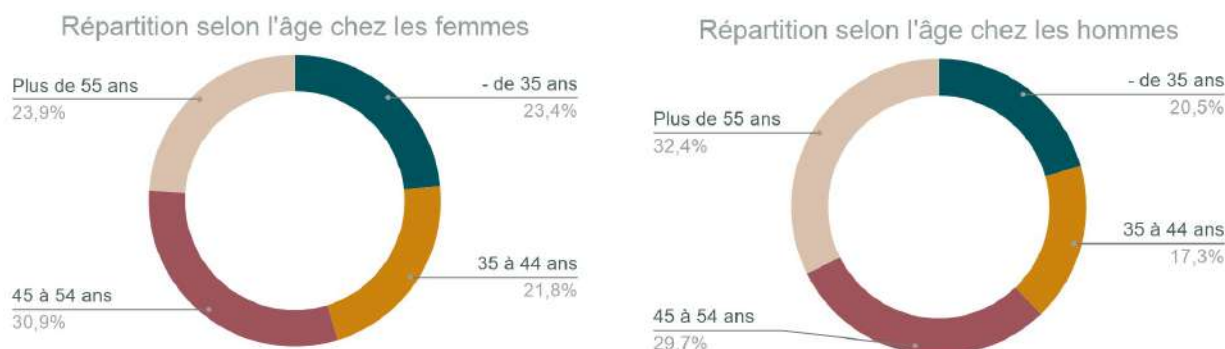 Répartition selon l'âge chez les femmes
Plus de 55 ans
23,9%
- de 35 ans
23,4%
35 à 44 ans
21,8%
45 à 54 ans
30,9%
Répartition selon l'âge chez les hommes
- de 35 ans
20,5%
Plus de 55 ans
32,4%
35 à 44 ans
17,3%
45 à 54 ans
29,7%